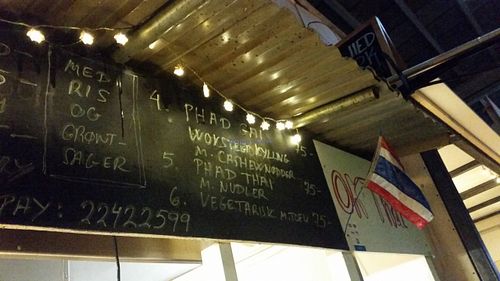 MED
RIS
OG
GRØNT-
SAGER
4. PHAD GAI
WOKSTEGT KYLLING
M. CASHEWNØDDER 75-
5. PHAD THAI
M. NUDLER 75-
6. VEGETARISK M. TOFU 75-
PAY: 22422599